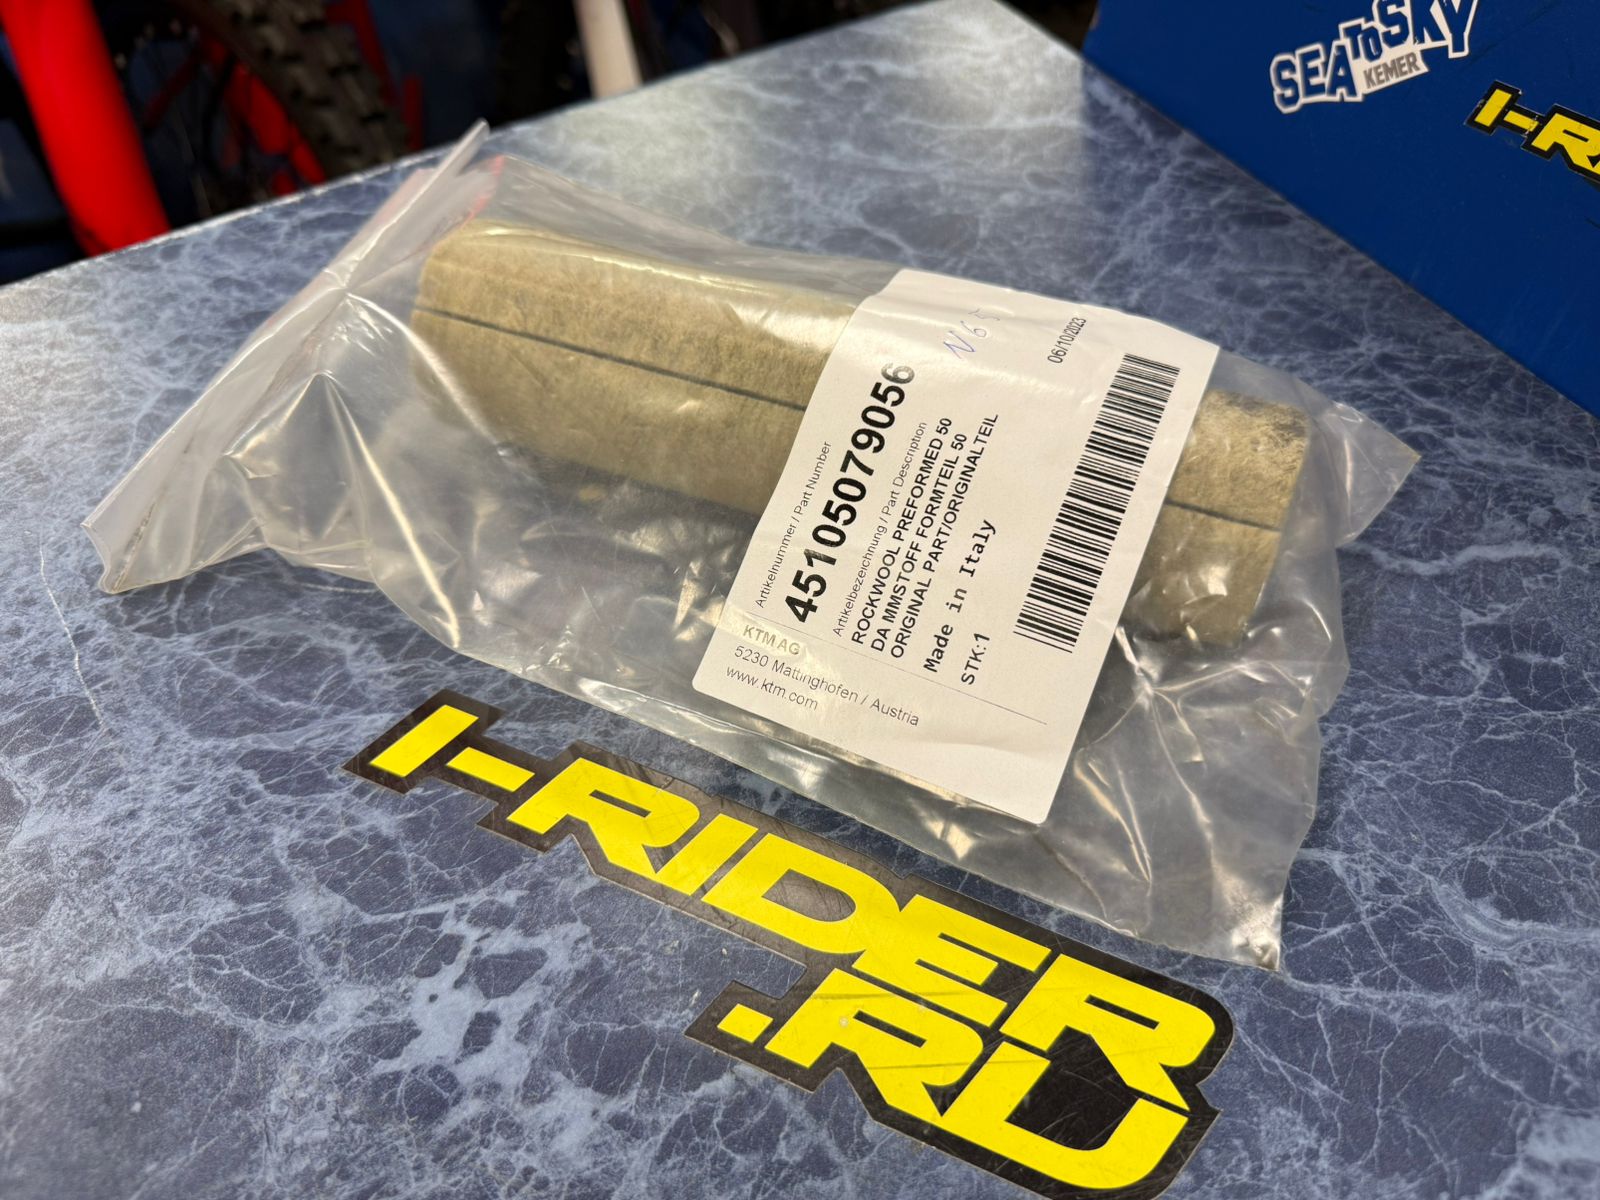 SEA TO SKY
KEMER
I-R
N65
06/10/2023
Artikelnummer / Part Number
45105079056
Artikelbezeichnung / Part Description
ROCKWOOL PREFORMED 50
DA MMSTOFF FORMTEIL 50
ORIGINAL PART/ORIGINALTEIL
Made in Italy
STK:1
KTM AG
5230 Mattinghofen / Austria
www.ktm.com
I-RIDER
.RU